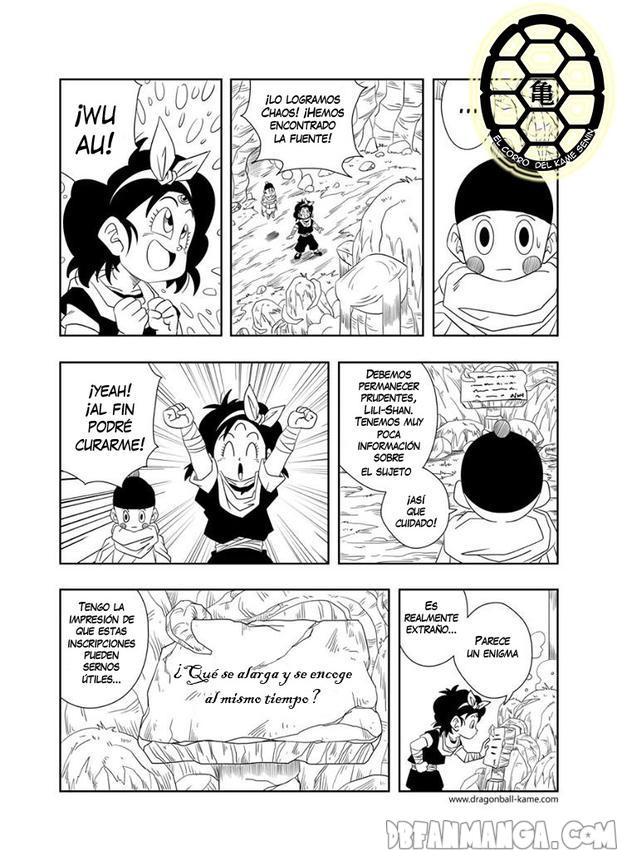 亀
EL CORRO DEL KAME SENIN
¡WU
AU!
¡LO LOGRAMOS
CHAOS! ¡HEMOS
ENCONTRADO
LA FUENTE!
...
¡YEAH!
¡AL FIN
PODRÉ
CURARME!
DEBEMOS
PERMANECER
PRUDENTES,
LILI-SHAN.
TENEMOS MUY
POCA
INFORMACIÓN
SOBRE
EL SUJETO
¡ASI
QUE
CUIDADO!
TENGO LA
IMPRESIÓN
DE QUE ESTAS
INSCRIPCIONES
PUEDEN
SERNOS
ÚTILES...
¿Qué se alarga y se encoge
al mismo tiempo?
ES
REALMENTE
EXTRAÑO...
PARECE
UN ENIGMA
www.dragonball-kame.com
DBFANMANGA.COM